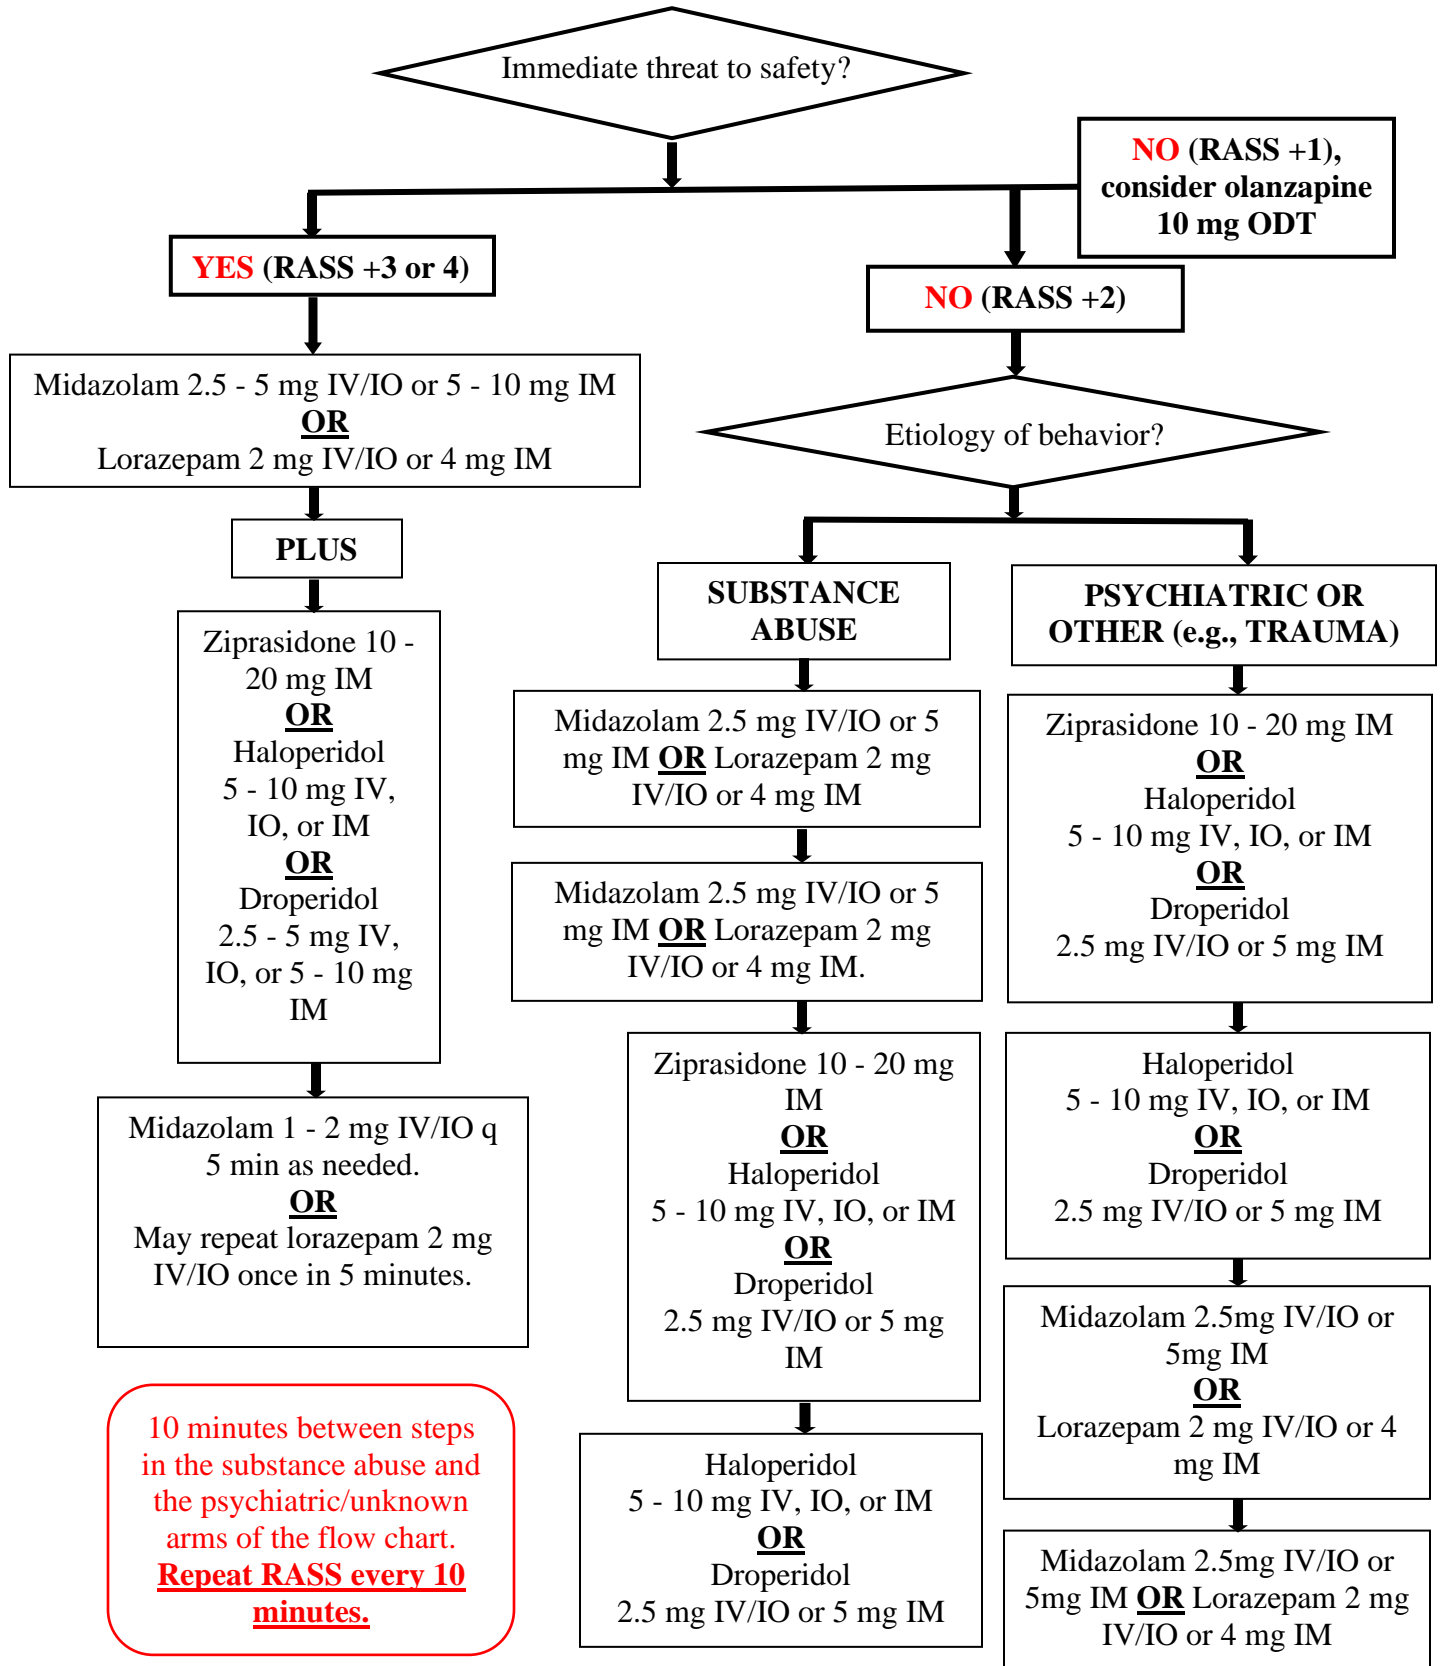 Immediate threat to safety?
NO (RASS +1),
consider olanzapine
10 mg ODT
YES (RASS +3 or 4)
NO (RASS +2)
Midazolam 2.5 - 5 mg IV/IO or 5 - 10 mg IM
OR
Lorazepam 2 mg IV/IO or 4 mg IM
Etiology of behavior?
PLUS
Ziprasidone 10 -
20 mg IM
OR
Haloperidol
5 - 10 mg IV,
IO, or IM
OR
Droperidol
2.5 - 5 mg IV,
IO, or 5 - 10 mg
IM
Midazolam 1 - 2 mg IV/IO q
5 min as needed.
OR
May repeat lorazepam 2 mg
IV/IO once in 5 minutes.
SUBSTANCE
ABUSE
Midazolam 2.5 mg IV/IO or 5
mg IM OR Lorazepam 2 mg
IV/IO or 4 mg IM
Midazolam 2.5 mg IV/IO or 5
mg IM OR Lorazepam 2 mg
IV/IO or 4 mg IM.
Ziprasidone 10 - 20 mg
IM
OR
Haloperidol
5 - 10 mg IV, IO, or IM
OR
Droperidol
2.5 mg IV/IO or 5 mg
IM
Haloperidol
5 - 10 mg IV, IO, or IM
OR
Droperidol
2.5 mg IV/IO or 5 mg IM
PSYCHIATRIC OR
OTHER (e.g., TRAUMA)
Ziprasidone 10 - 20 mg IM
OR
Haloperidol
5 - 10 mg IV, IO, or IM
OR
Droperidol
2.5 mg IV/IO or 5 mg IM
Haloperidol
5 - 10 mg IV, IO, or IM
OR
Droperidol
2.5 mg IV/IO or 5 mg IM
Midazolam 2.5mg IV/IO or
5mg IM
OR
Lorazepam 2 mg IV/IO or 4
mg IM
Midazolam 2.5mg IV/IO or
5mg IM OR Lorazepam 2 mg
IV/IO or 4 mg IM
10 minutes between steps
in the substance abuse and
the psychiatric/unknown
arms of the flow chart.
Repeat RASS every 10
minutes.